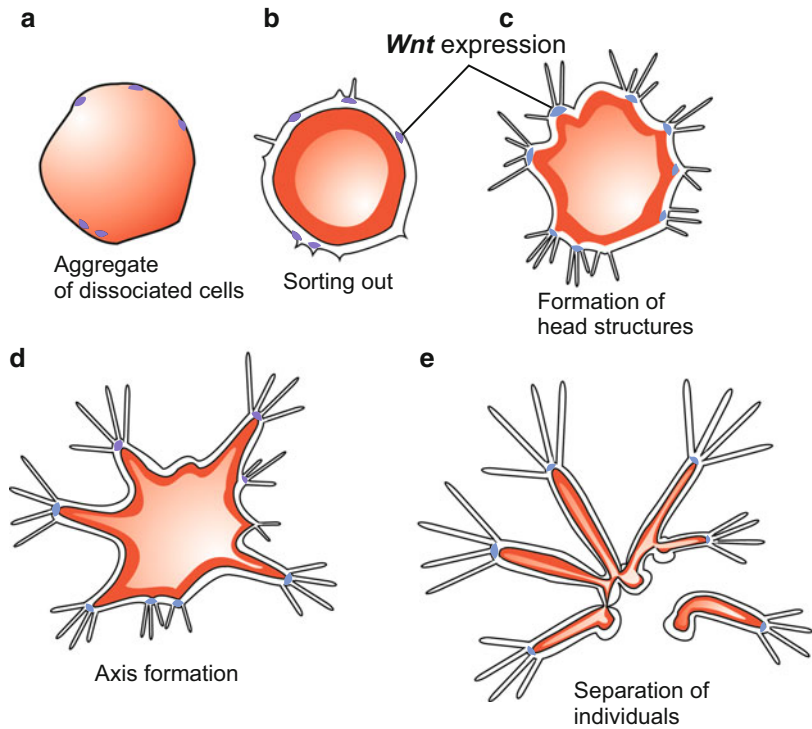 a
b
c
Wnt expression
Aggregate
of dissociated cells
Sorting out
Formation of
head structures
d
e
Axis formation
Separation of
individuals